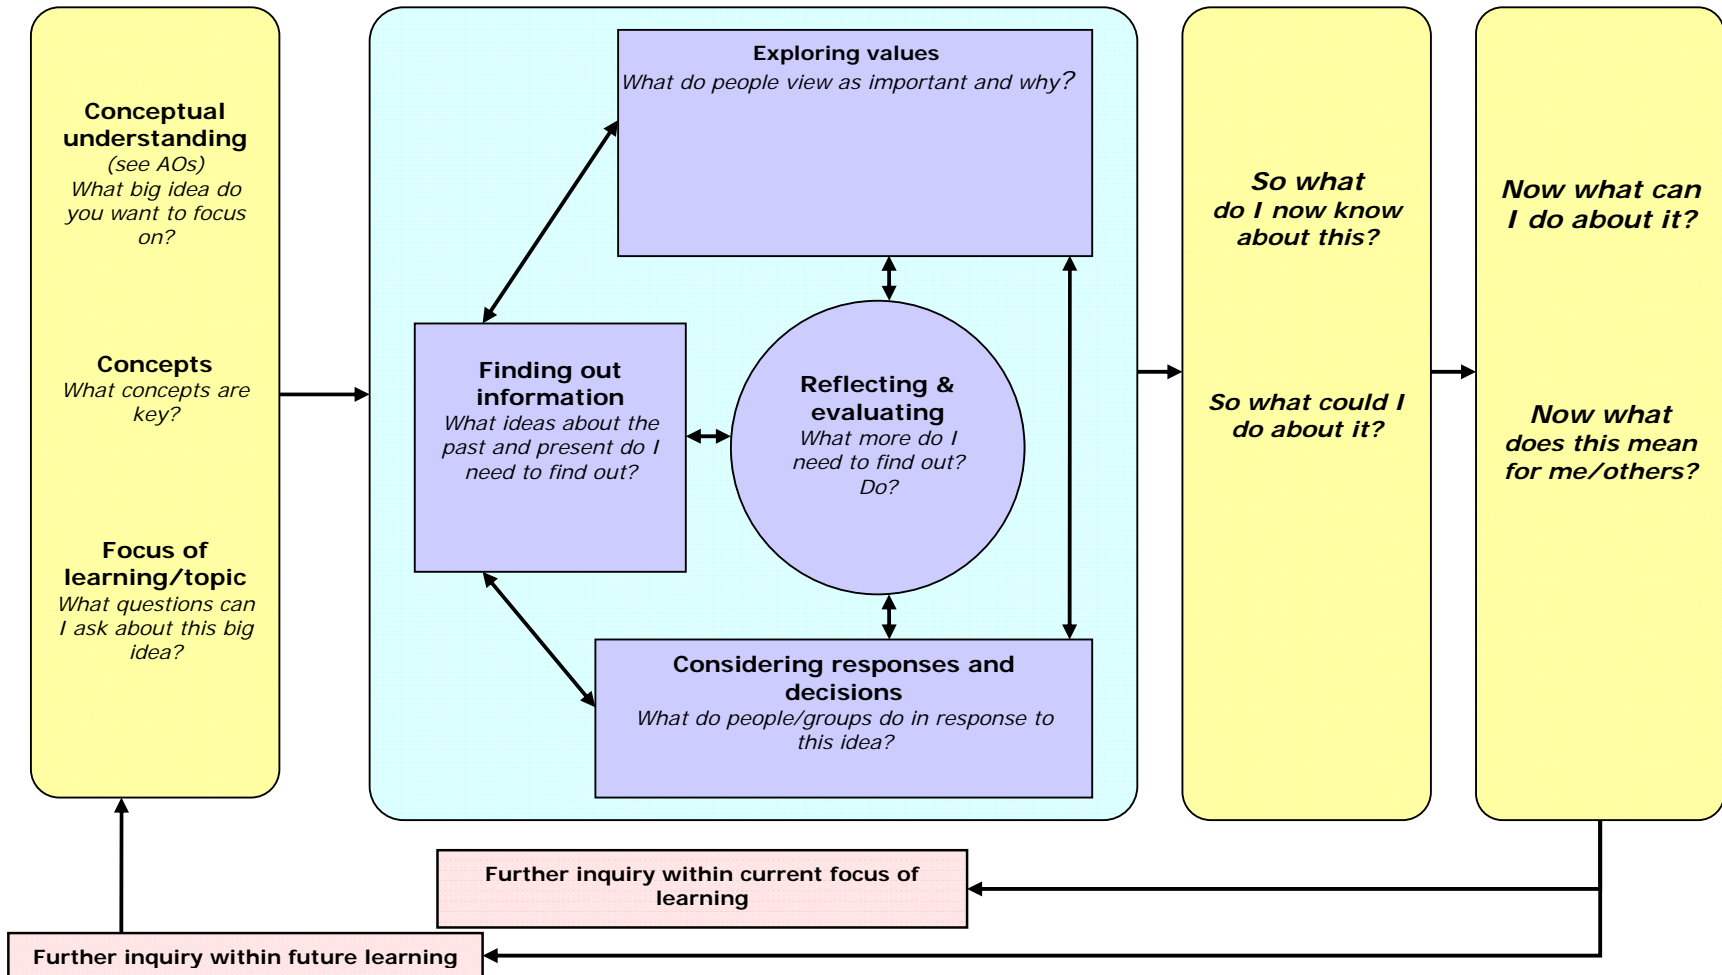 Conceptual
understanding
(see AOs)
What big idea do
you want to focus
on?
Concepts
What concepts are
key?
Focus of
learning/topic
What questions can
I ask about this big
idea?
Exploring values
What do people view as important and why?
Finding out
information
What ideas about the
past and present do I
need to find out?
Reflecting &
evaluating
What more do I
need to find out?
Do?
Considering responses and
decisions
What do people/groups do in response to
this idea?
So what
do I now know
about this?
So what could I
do about it?
Now what can
I do about it?
Now what
does this mean
for me/others?
Further inquiry within current focus of
learning
Further inquiry within future learning